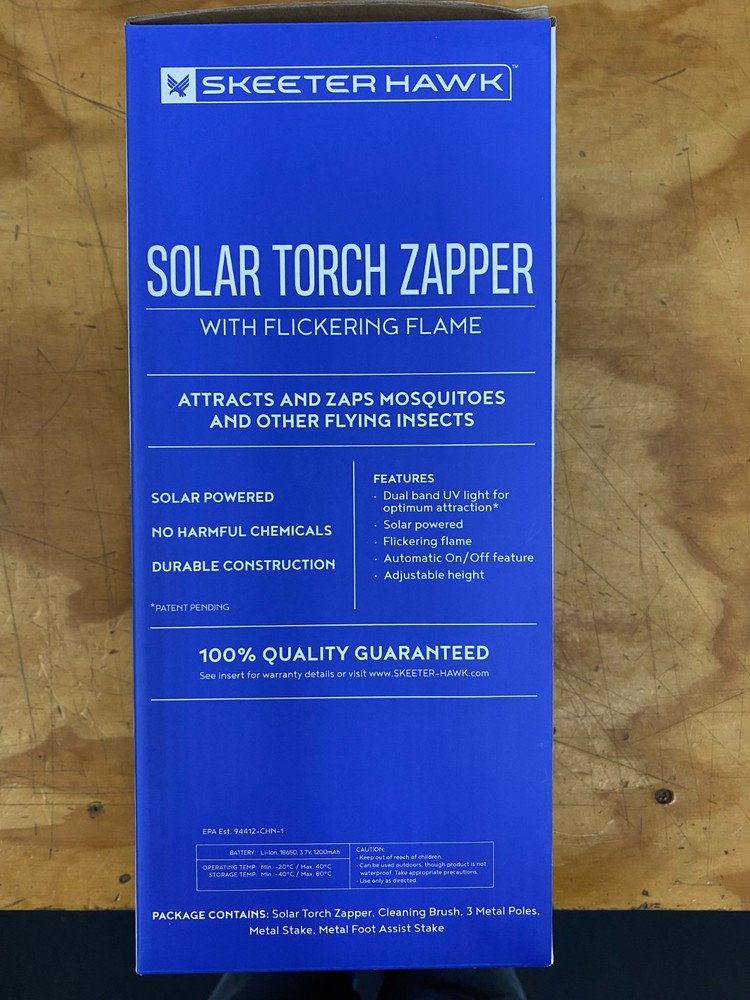 SKEETER HAWK™
SOLAR TORCH ZAPPER
WITH FLICKERING FLAME
ATTRACTS AND ZAPS MOSQUITOES
AND OTHER FLYING INSECTS
SOLAR POWERED
NO HARMFUL CHEMICALS
DURABLE CONSTRUCTION
*PATENT PENDING
FEATURES
· Dual band UV light for
optimum attraction*
· Solar powered
· Flickering flame
· Automatic On/Off feature
· Adjustable height
100% QUALITY GUARANTEED
See insert for warranty details or visit www.SKEETER-HAWK.com
EPA Est. 94412-CHN-1
BATTERY: Li-Ion, 18650, 3.7V, 1200mAh
OPERATING TEMP: Min. -20°C / Max. 40°C
STORAGE TEMP: Min. -40°C / Max. 80°C
CAUTION:
· Keep out of reach of children.
· Can be used outdoors, though product is not
waterproof. Take appropriate precautions.
· Use only as directed.
PACKAGE CONTAINS: Solar Torch Zapper, Cleaning Brush, 3 Metal Poles,
Metal Stake, Metal Foot Assist Stake